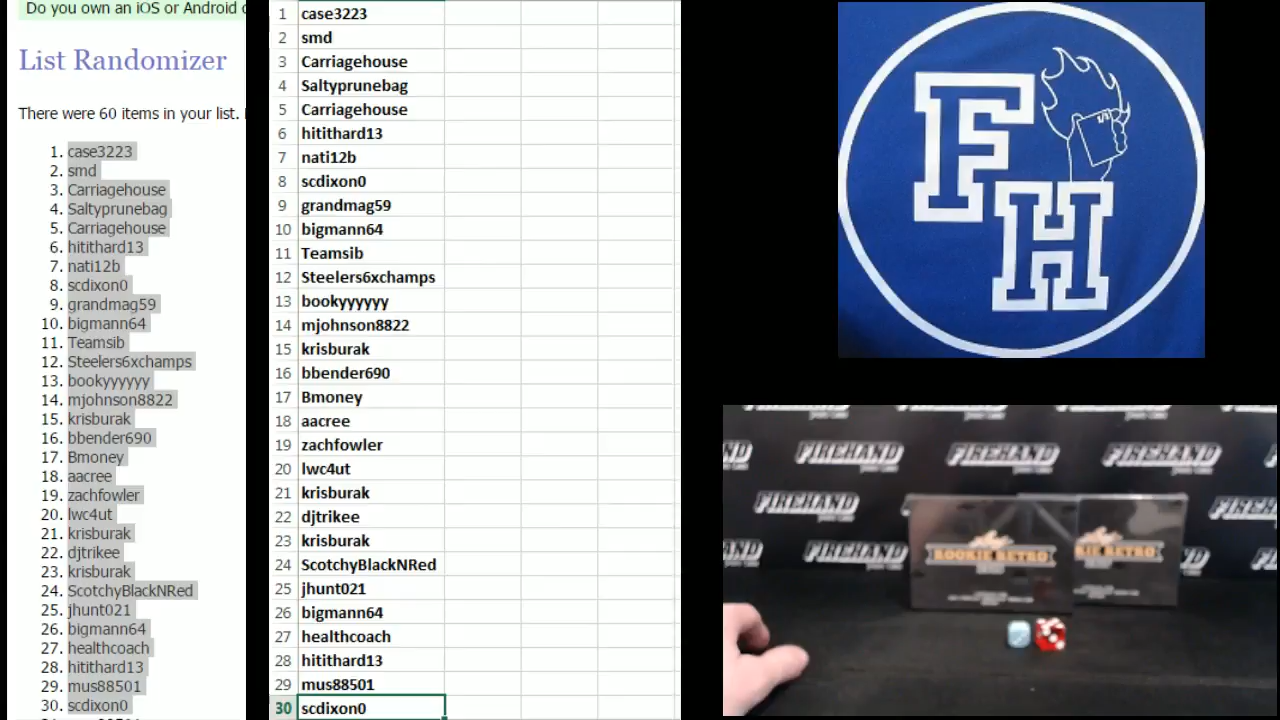 Do you own an iOS or Android
List Randomizer
There were 60 items in your list.
1. case3223
2. smd
3. Carriagehouse
4. Saltyprunebag
5. Carriagehouse
6. hitithard13
7. nati12b
8. scdixon0
9. grandmag59
10. bigmann64
11. Teamsib
12. Steelers6xchamps
13. bookyyyyyy
14. mjohnson8822
15. krisburak
16. bbender690
17. Bmoney
18. aacree
19. zachfowler
20. lwc4ut
21. krisburak
22. djtrikee
23. krisburak
24. ScotchyBlackNRed
25. jhunt021
26. bigmann64
27. healthcoach
28. hitithard13
29. mus88501
30. scdixon0
1 case3223
2 smd
3 Carriagehouse
4 Saltyprunebag
5 Carriagehouse
6 hitithard13
7 nati12b
8 scdixon0
9 grandmag59
10 bigmann64
11 Teamsib
12 Steelers6xchamps
13 bookyyyyyy
14 mjohnson8822
15 krisburak
16 bbender690
17 Bmoney
18 aacree
19 zachfowler
20 lwc4ut
21 krisburak
22 djtrikee
23 krisburak
24 ScotchyBlackNRed
25 jhunt021
26 bigmann64
27 healthcoach
28 hitithard13
29 mus88501
30 scdixon0
F
1/1
H
FIREHAND FIREHAND FIREHAND
FIREHAND
ROOKIE RETRO
RETRO
FIREHAND